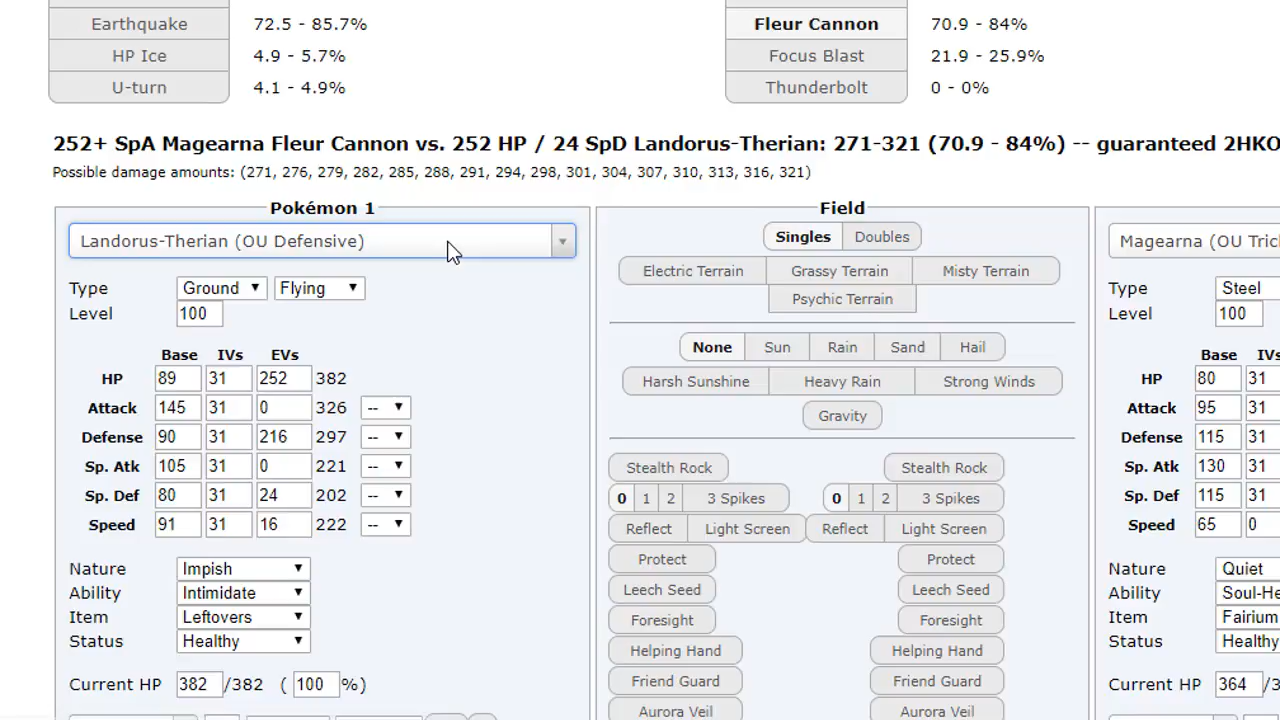 Earthquake 72.5 - 85.7% Fleur Cannon 70.9 - 84%
HP Ice 4.9 - 5.7% Focus Blast 21.9 - 25.9%
U-turn 4.1 - 4.9% Thunderbolt 0 - 0%
252+ SpA Magearna Fleur Cannon vs. 252 HP / 24 SpD Landorus-Therian: 271-321 (70.9 - 84%) -- guaranteed 2HKO
Possible damage amounts: (271, 276, 279, 282, 285, 288, 291, 294, 298, 301, 304, 307, 310, 313, 316, 321)
Pokémon 1
Landorus-Therian (OU Defensive)
Type Ground Flying
Level 100
Base IVs EVs
HP 89 31 252 382
Attack 145 31 0 326 --
Defense 90 31 216 297 --
Sp. Atk 105 31 0 221 --
Sp. Def 80 31 24 202 --
Speed 91 31 16 222 --
Nature Impish
Ability Intimidate
Item Leftovers
Status Healthy
Current HP 382 /382 ( 100 %)
Field
Singles Doubles
Electric Terrain Grassy Terrain Misty Terrain
Psychic Terrain
None Sun Rain Sand Hail
Harsh Sunshine Heavy Rain Strong Winds
Gravity
Stealth Rock Stealth Rock
0 1 2 3 Spikes 0 1 2 3 Spikes
Reflect Light Screen Reflect Light Screen
Protect Protect
Leech Seed Leech Seed
Foresight Foresight
Helping Hand Helping Hand
Friend Guard Friend Guard
Aurora Veil Aurora Veil
Magearna (OU Tric
Type Steel
Level 100
Base IVs
HP 80 31
Attack 95 31
Defense 115 31
Sp. Atk 130 31
Sp. Def 115 31
Speed 65 0
Nature Quiet
Ability Soul-He
Item Fairium
Status Healthy
Current HP 364 /3